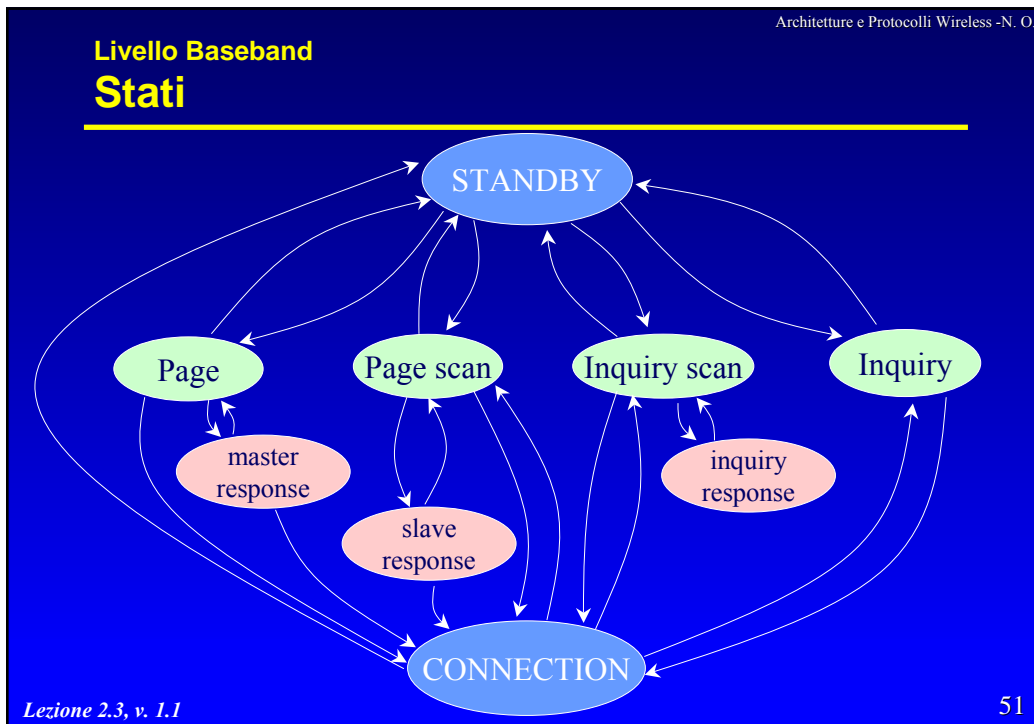 Architetture e Protocolli Wireless -N. O.
Livello Baseband
Stati
STANDBY
Page
Page scan
Inquiry scan
Inquiry
master
response
inquiry
response
slave
response
CONNECTION
Lezione 2.3, v. 1.1
51